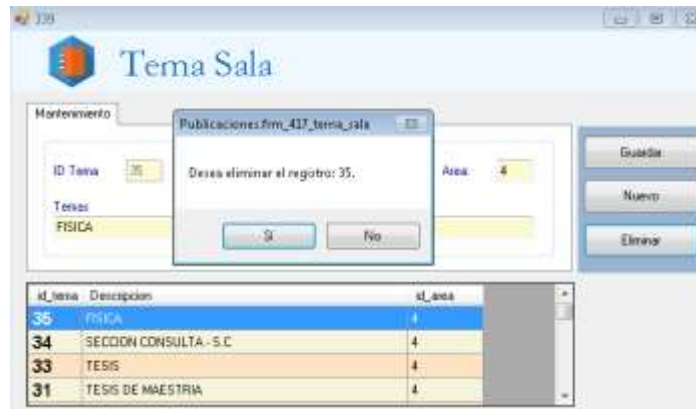 339
Tema Sala
Mantenimiento
Publicaciones.frm_417_tema_sala
Desea eliminar el registro: 35.
Si
No
ID Tema 35
Area 4
Temas
FISICA
Guardar
Nuevo
Eliminar
id_tema Descripcion id_area
35 FISICA 4
34 SECCION CONSULTA - S.C 4
33 TESIS 4
31 TESIS DE MAESTRIA 4